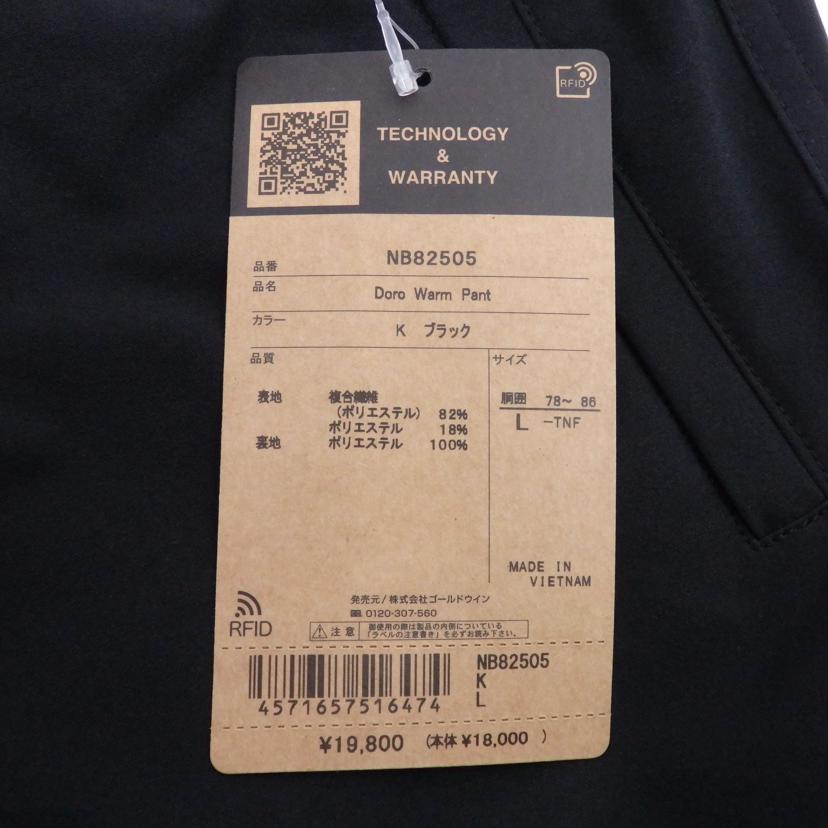 RFID
TECHNOLOGY
&
WARRANTY
品番 NB82505
品名 Doro Warm Pant
カラー K ブラック
品質
サイズ
表地 複合繊維
(ポリエステル) 82%
ポリエステル 18%
裏地 ポリエステル 100%
胴囲 78~ 86
L -TNF
MADE IN
VIETNAM
発売元/株式会社ゴールドウイン
0120-307-560
RFID
注意 御使用の際は製品の内側についている
「ラベルの注意書き」を必ずお読み下さい。
4571657516474
NB82505
K
L
¥19,800 (本体¥18,000 )